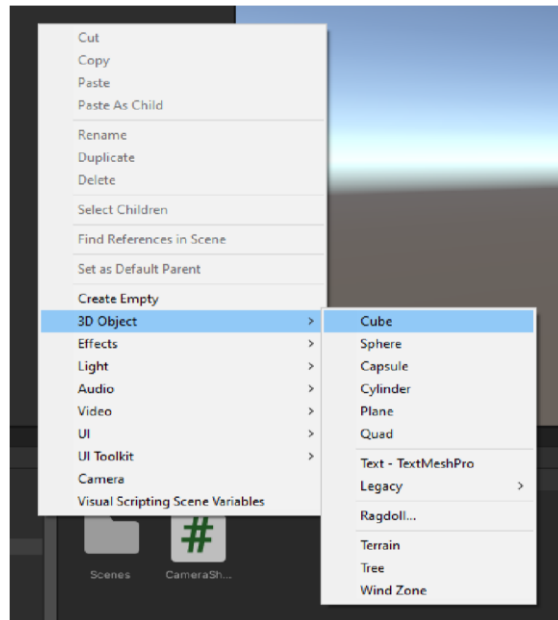 Cut
Copy
Paste
Paste As Child
Rename
Duplicate
Delete
Select Children
Find References in Scene
Set as Default Parent
Create Empty
3D Object >
Effects >
Light >
Audio >
Video >
UI >
UI Toolkit >
Camera
Visual Scripting Scene Variables
Cube
Sphere
Capsule
Cylinder
Plane
Quad
Text - TextMeshPro
Legacy >
Ragdoll...
Terrain
Tree
Wind Zone
#
Scenes
CameraSh...